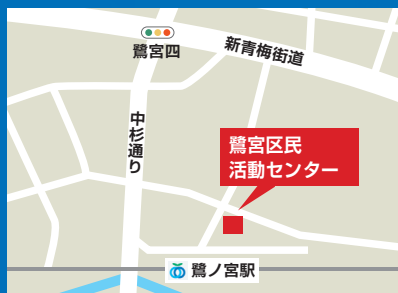 鷺宮四
新青梅街道
中杉通り
鷺宮区民
活動センター
鷺ノ宮駅